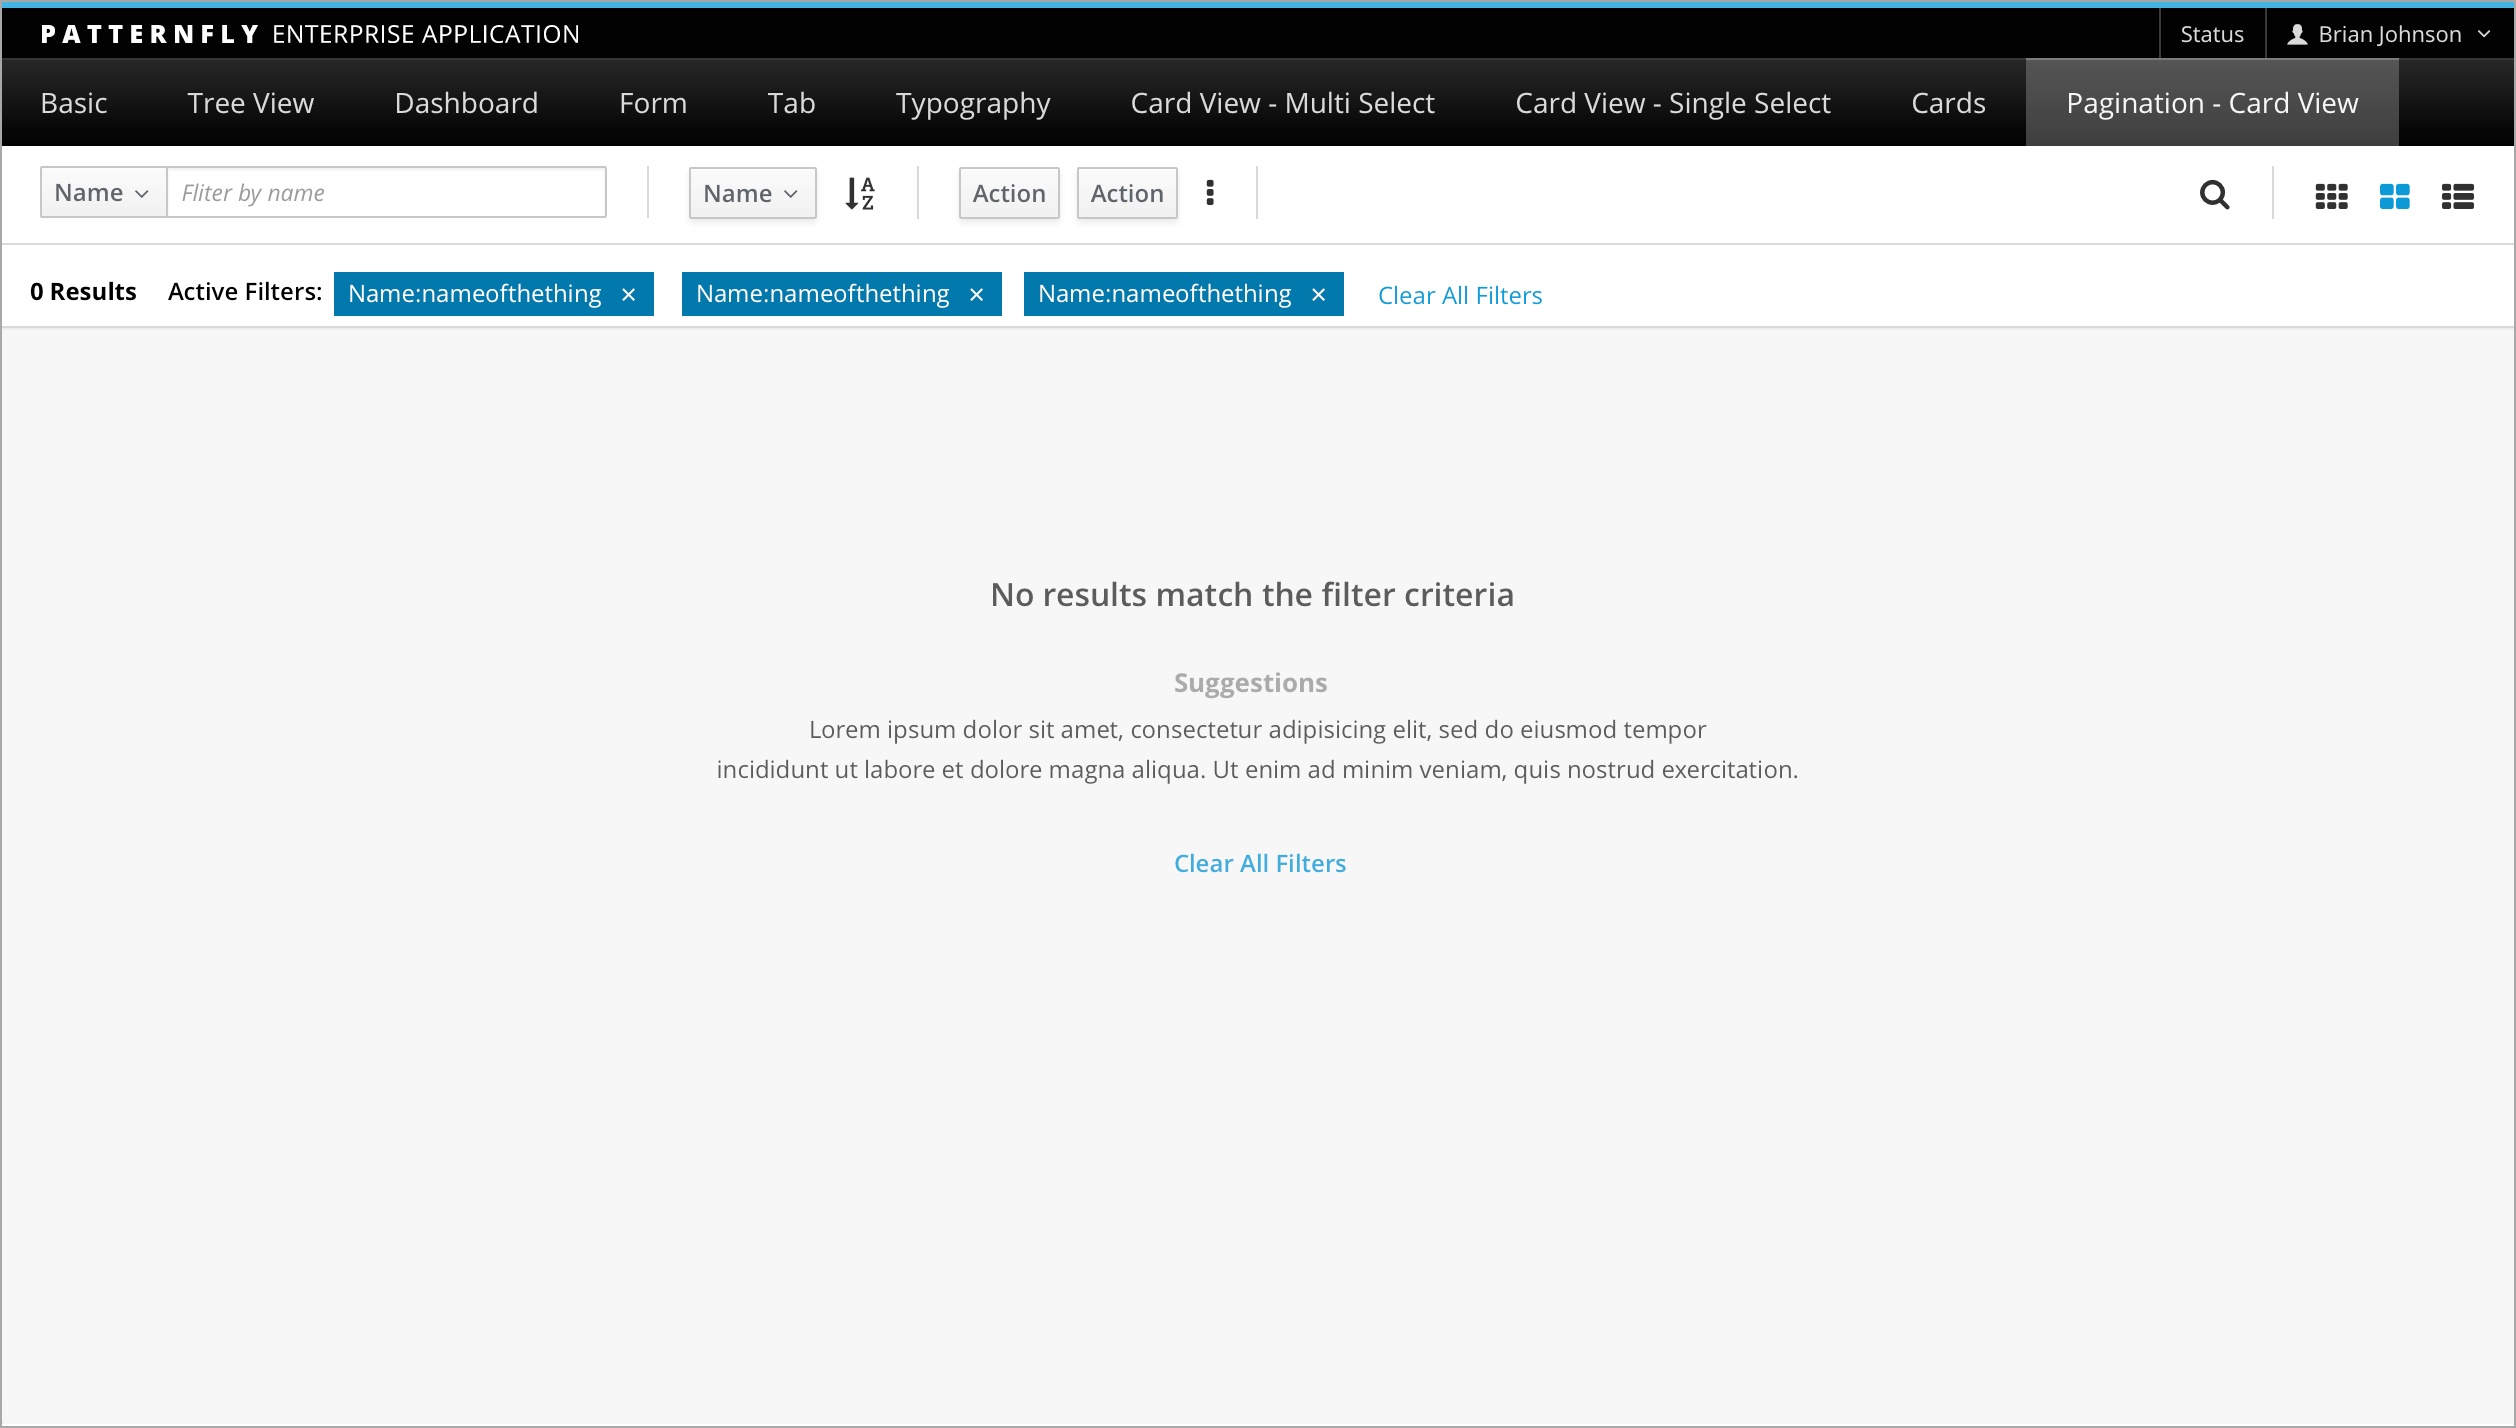 PATTERNFLY ENTERPRISE APPLICATION Status Brian Johnson
Basic Tree View Dashboard Form Tab Typography Card View - Multi Select Card View - Single Select Cards Pagination - Card View
Name Fliter by name Name A Z Action Action
0 Results Active Filters: Name:nameofthething × Name:nameofthething × Name:nameofthething × Clear All Filters
No results match the filter criteria
Suggestions
Lorem ipsum dolor sit amet, consectetur adipisicing elit, sed do eiusmod tempor
incididunt ut labore et dolore magna aliqua. Ut enim ad minim veniam, quis nostrud exercitation.
Clear All Filters